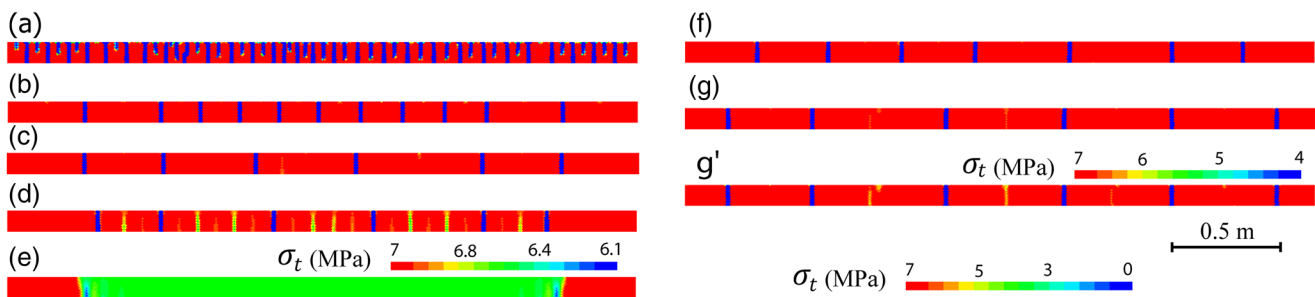 (a)
(b)
(c)
(d)
(e)
σt (MPa) 7 6.8 6.4 6.1
(f)
(g)
g'
σt (MPa) 7 6 5 4
0.5 m
σt (MPa) 7 5 3 0